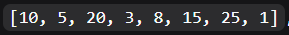 [10, 5, 20, 3, 8, 15, 25, 1]